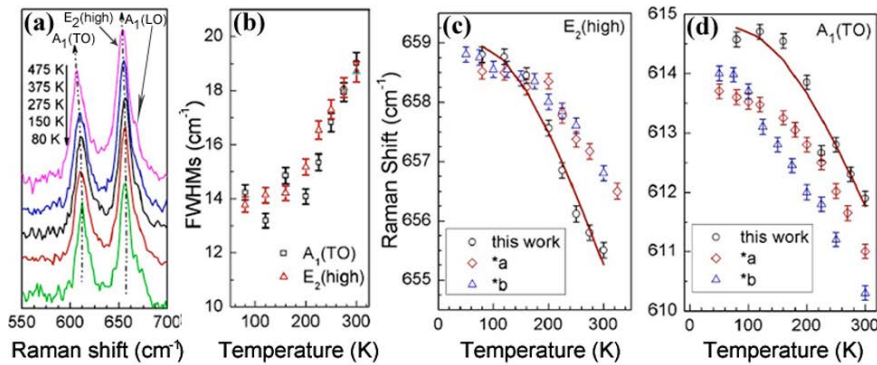 (a)
E₂(high)
A₁(LO)
A₁(TO)
475 K
375 K
275 K
150 K
80 K
550 600 650 700
Raman shift (cm⁻¹)
(b)
FWHMs (cm⁻¹)
20
18
16
14
12
10
A₁(TO)
E₂(high)
100 200 300
Temperature (K)
(c)
E₂(high)
Raman Shift (cm⁻¹)
659
658
657
656
655
this work
*a
*b
0 100 200 300 400
Temperature (K)
(d)
A₁(TO)
615
614
613
612
611
610
this work
*a
*b
0 100 200 300
Temperature (K)